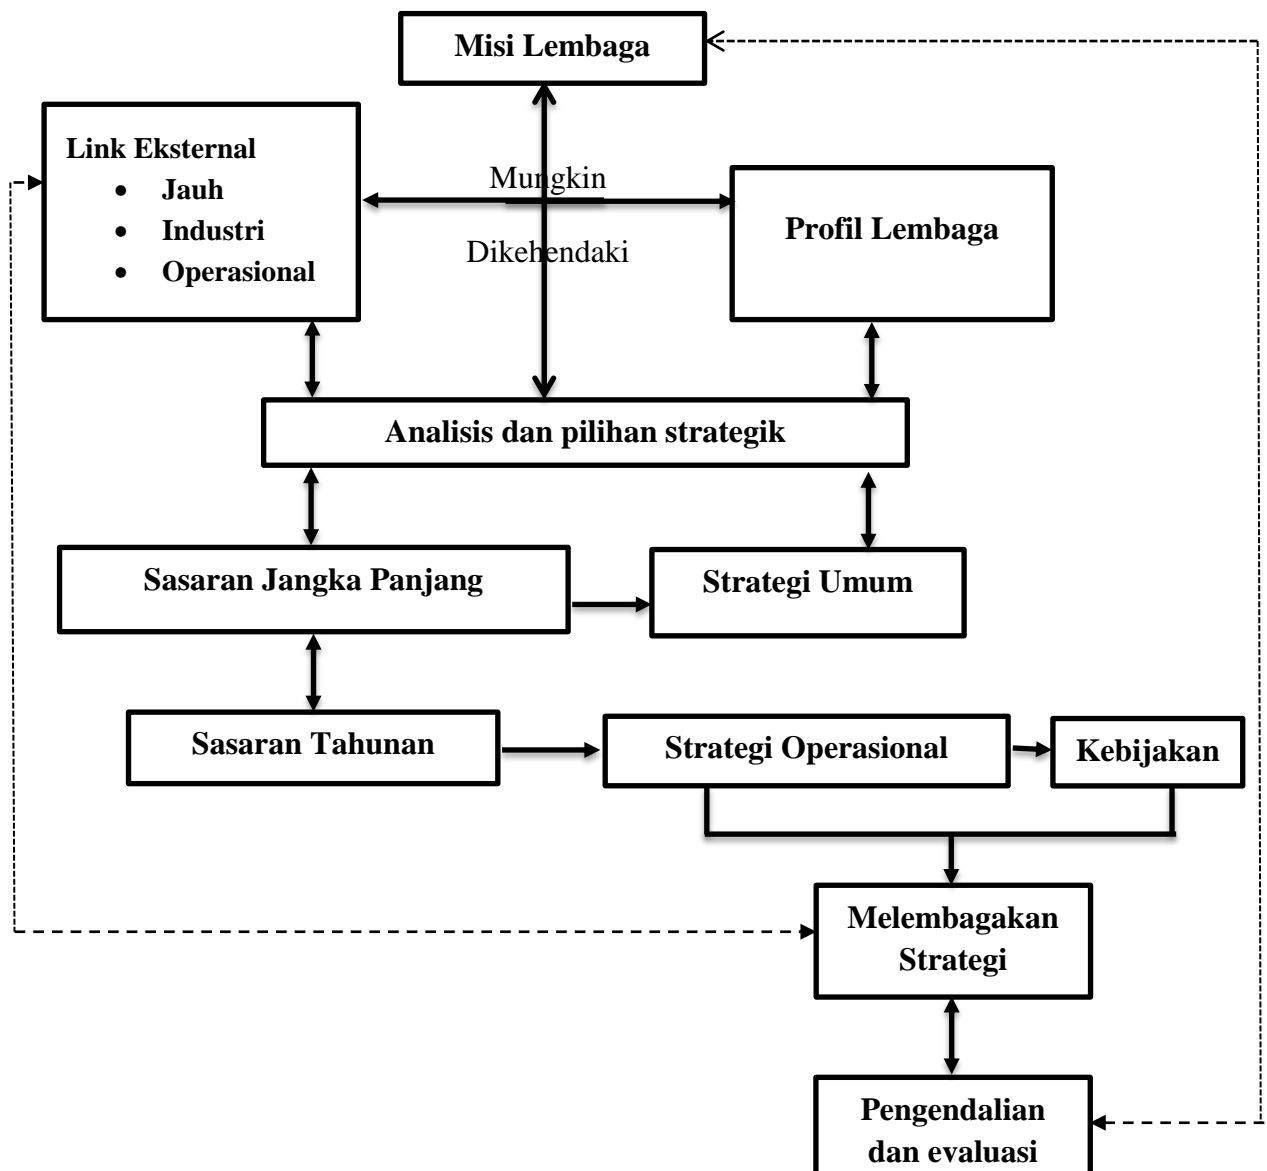 Misi Lembaga
Link Eksternal
• Jauh
• Industri
• Operasional
Mungkin
Dikehendaki
Profil Lembaga
Analisis dan pilihan strategik
Sasaran Jangka Panjang
Strategi Umum
Sasaran Tahunan
Strategi Operasional
Kebijakan
Melembagakan
Strategi
Pengendalian
dan evaluasi